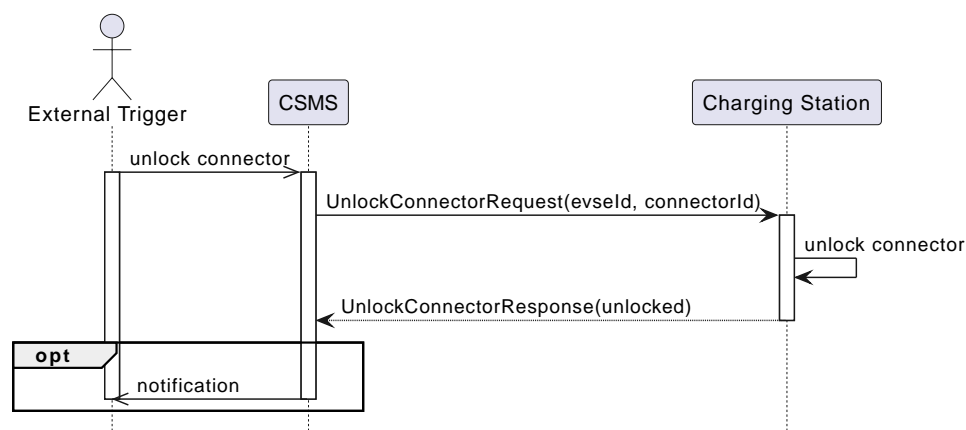 External Trigger
CSMS
Charging Station
unlock connector
UnlockConnectorRequest(evseId, connectorId)
unlock connector
UnlockConnectorResponse(unlocked)
opt
notification